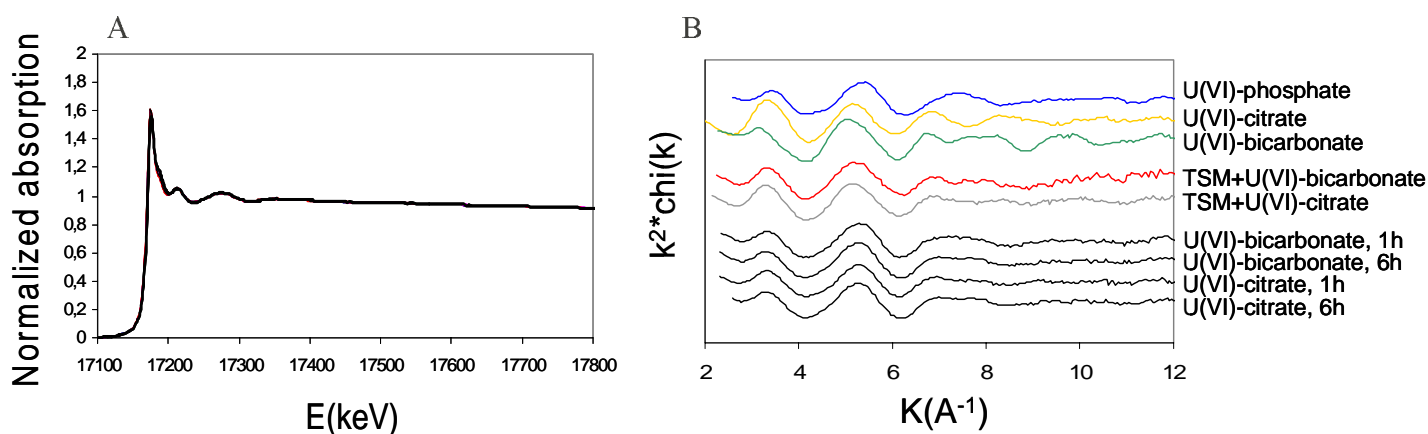 A
Normalized absorption
2
1,8
1,6
1,4
1,2
1
0,8
0,6
0,4
0,2
0
17100 17200 17300 17400 17500 17600 17700 17800
E(keV)
B
K²*chi(k)
U(VI)-phosphate
U(VI)-citrate
U(VI)-bicarbonate
TSM+U(VI)-bicarbonate
TSM+U(VI)-citrate
U(VI)-bicarbonate, 1h
U(VI)-bicarbonate, 6h
U(VI)-citrate, 1h
U(VI)-citrate, 6h
2 4 6 8 10 12
K(A⁻¹)